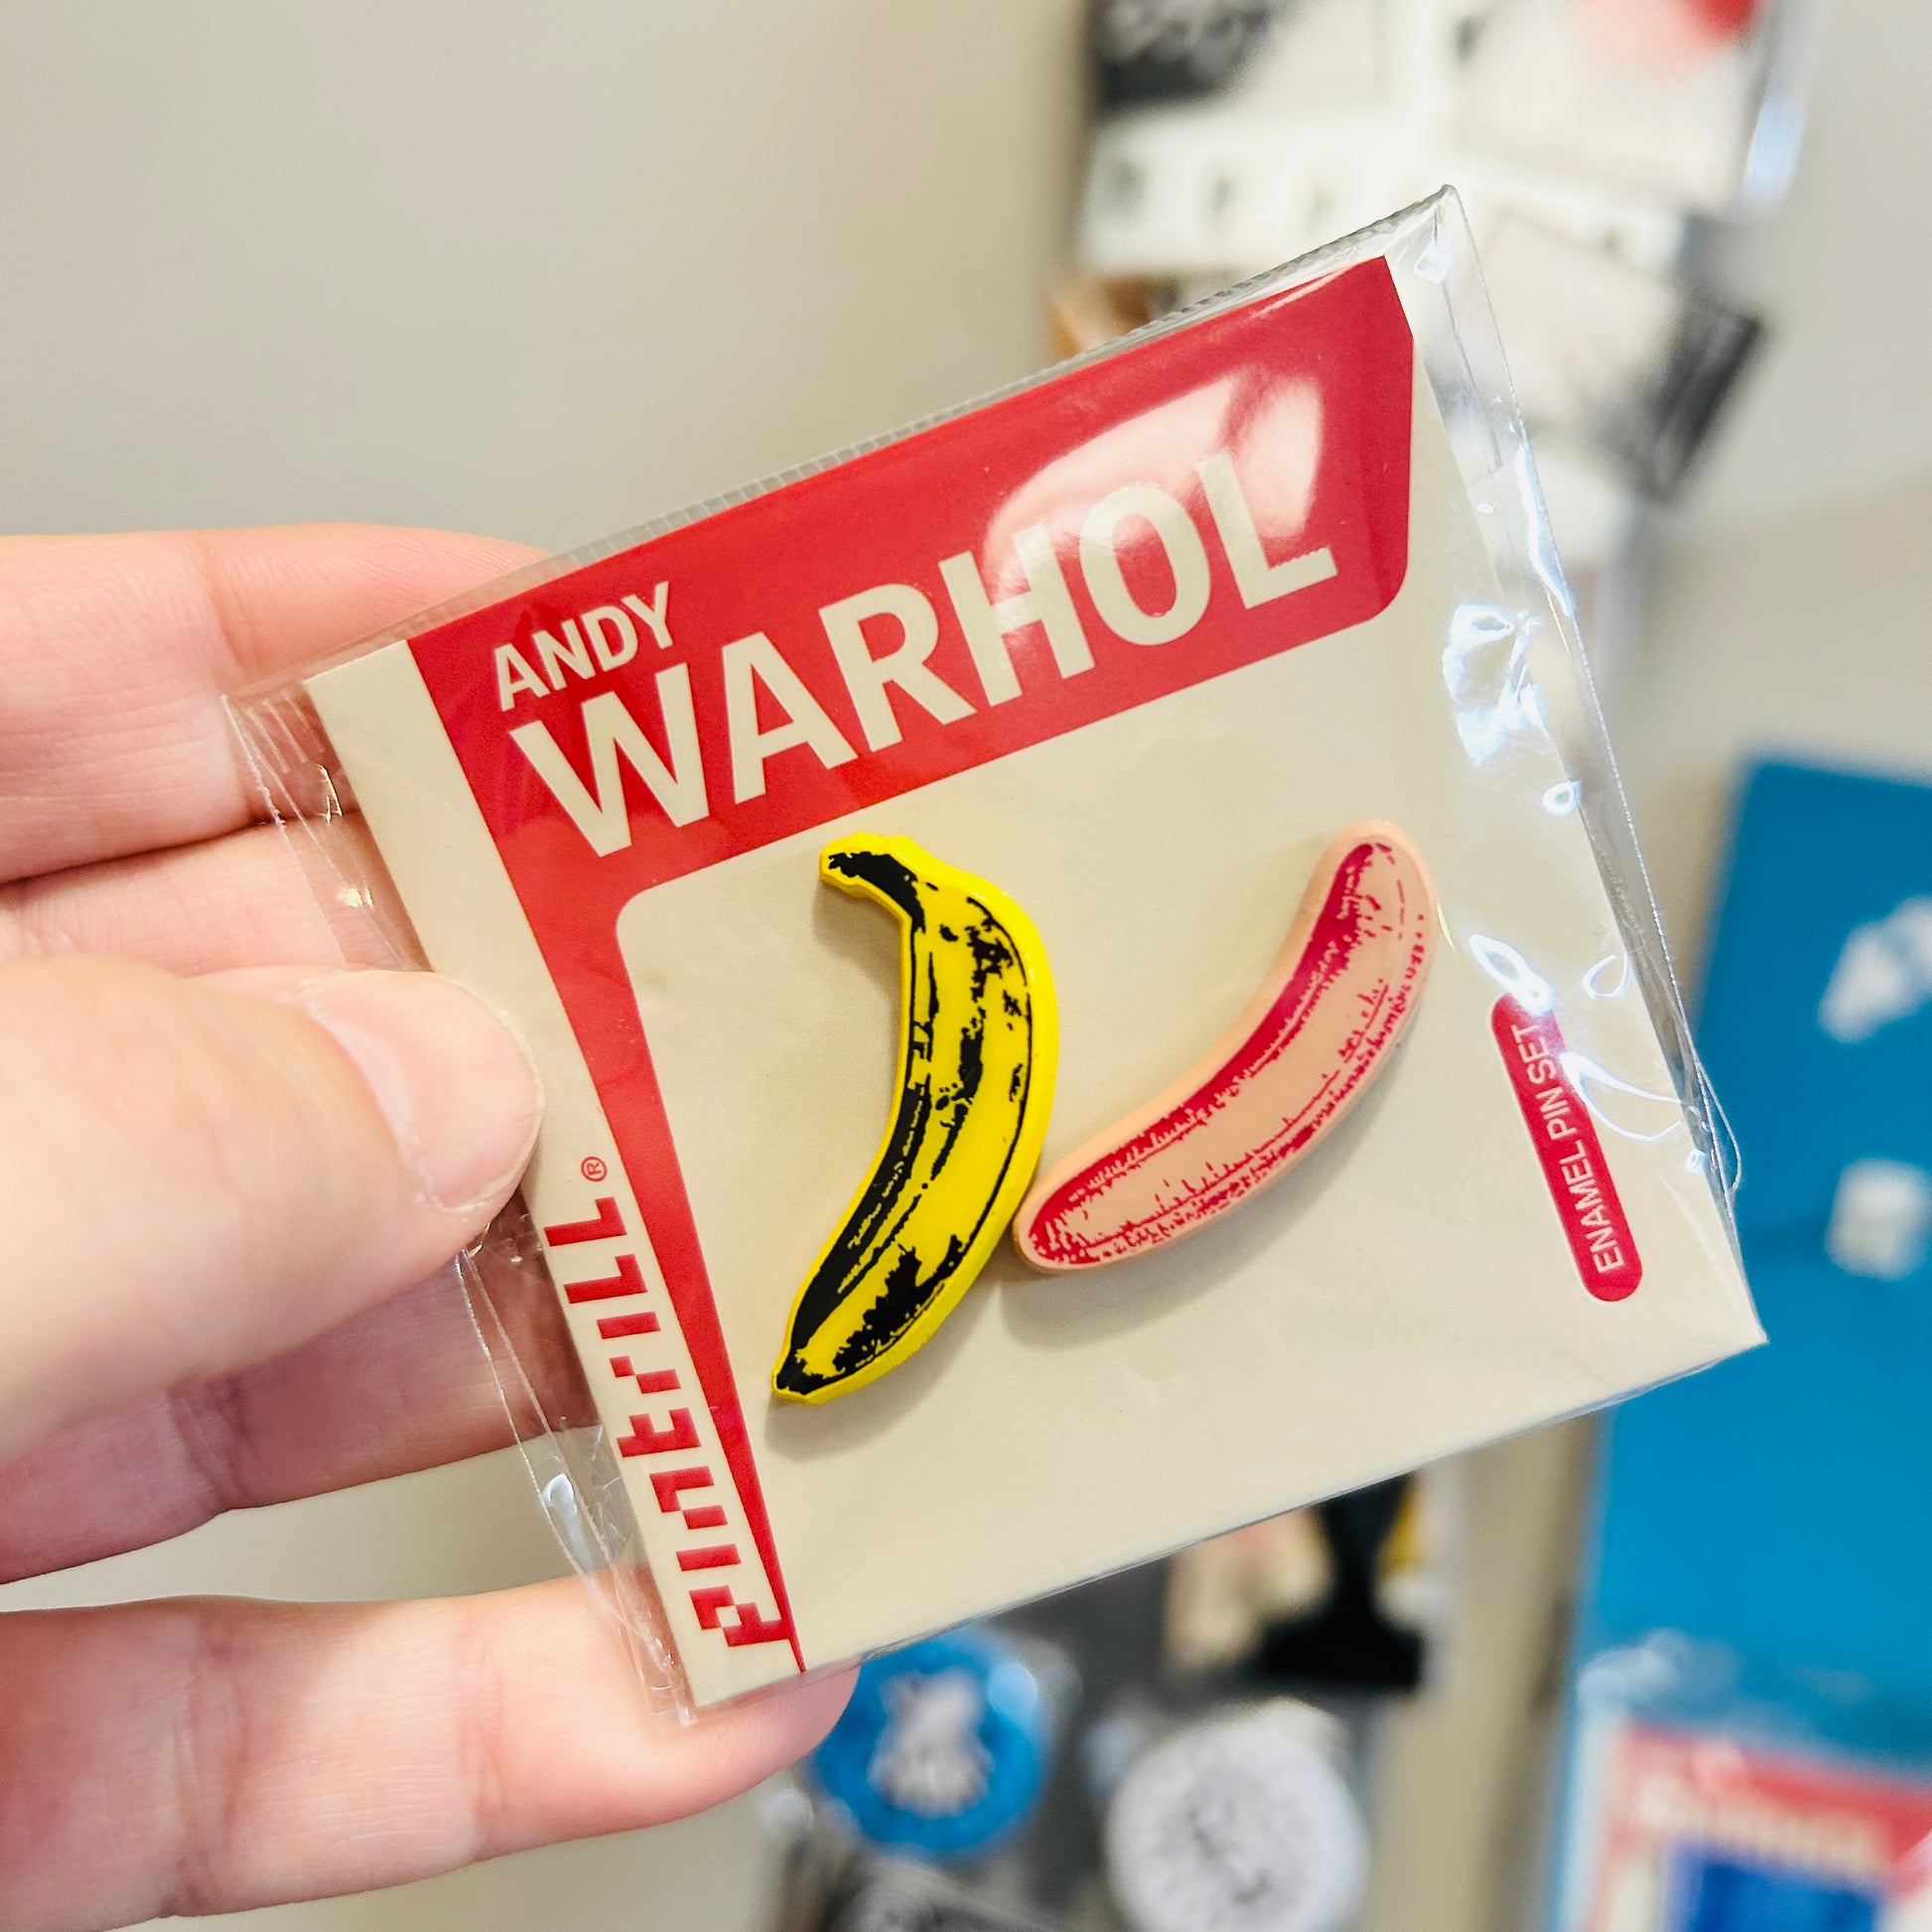 ANDY
WARHOL
PINTRILL®
ENAMEL PIN SET